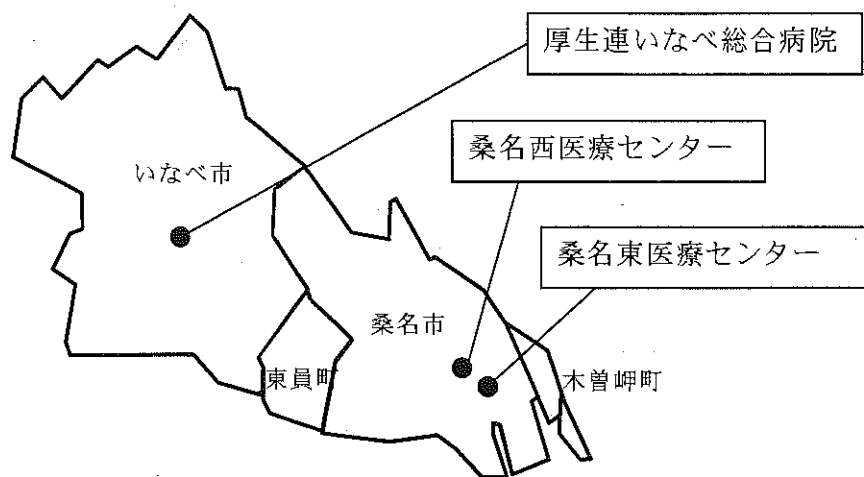 厚生連いなべ総合病院
桑名西医療センター
いなべ市
桑名東医療センター
桑名市
東員町
木曽岬町